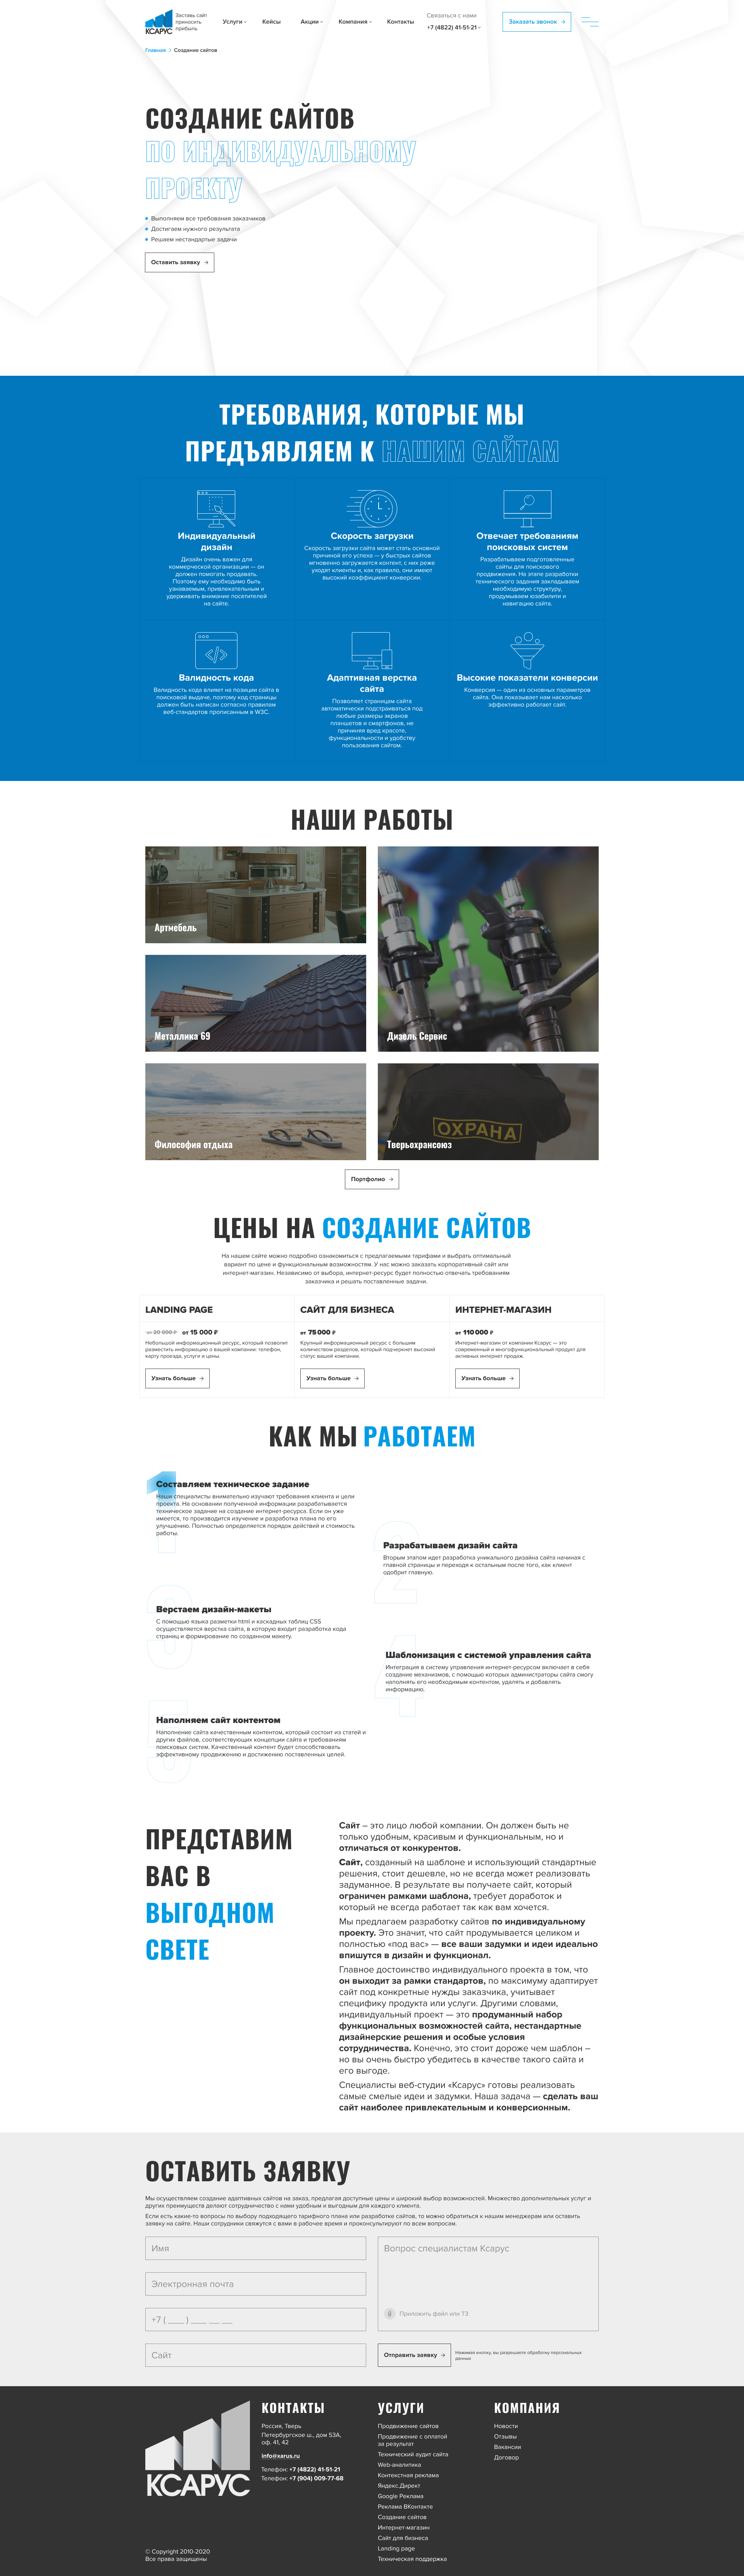 КСАРУС
Заставь сайт
приносить
прибыль
Услуги
Кейсы
Акции
Компания
Контакты
Связаться с нами
+7 (4822) 41-51-21
Заказать звонок
Главная
Создание сайтов
СОЗДАНИЕ САЙТОВ
ПО ИНДИВИДУАЛЬНОМУ
ПРОЕКТУ
Выполняем все требования заказчиков
Достигаем нужного результата
Решаем нестандартые задачи
Оставить заявку
ТРЕБОВАНИЯ, КОТОРЫЕ МЫ
ПРЕДЪЯВЛЯЕМ К НАШИМ САЙТАМ
Индивидуальный
дизайн
Дизайн очень важен для
коммерческой организации — он
должен помогать продавать.
Поэтому ему необходимо быть
узнаваемым, привлекательным и
удерживать внимание посетителей
на сайте.
Скорость загрузки
Скорость загрузки сайта может стать основной
причиной его успеха — у быстрых сайтов
мгновенно загружается контент, с них реже
уходят клиенты и, как правило, они имеют
высокий коэффициент конверсии.
Отвечает требованиям
поисковых систем
Разрабатываем подготовленные
сайты для поискового
продвижения. На этапе разработки
технического задания закладываем
необходимую структуру,
продумываем юзабилити и
навигацию сайта.
Валидность кода
Валидность кода влияет на позиции сайта в
поисковой выдаче, поэтому код страницы
должен быть написан согласно правилам
веб-стандартов прописанным в W3C.
Адаптивная верстка
сайта
Позволяет страницам сайта
автоматически подстраиваться под
любые размеры экранов
планшетов и смартфонов, не
причиняя вред красоте,
функциональности и удобству
пользования сайтом.
Высокие показатели конверсии
Конверсия — один из основных параметров
сайта. Она показывает нам насколько
эффективно работает сайт.
НАШИ РАБОТЫ
Артмебель
Металлика 69
Дизель Сервис
Философия отдыха
ОХРАНА
Тверьохрансоюз
Портфолио
ЦЕНЫ НА СОЗДАНИЕ САЙТОВ
На нашем сайте можно подробно ознакомиться с предлагаемыми тарифами и выбрать оптимальный
вариант по цене и функциональным возможностям. У нас можно заказать корпоративный сайт или
интернет-магазин. Независимо от выбора, интернет-ресурс будет полностью отвечать требованиям
заказчика и решать поставленные задачи.
LANDING PAGE
от 20 000 ₽ от 15 000 ₽
Небольшой информационный ресурс, который позволит
разместить информацию о вашей компании: телефон,
карту проезда, услуги и цены.
Узнать больше
САЙТ ДЛЯ БИЗНЕСА
от 75 000 ₽
Крупный информационный ресурс с большим
количеством разделов, который подчеркнет высокий
статус вашей компании.
Узнать больше
ИНТЕРНЕТ-МАГАЗИН
от 110 000 ₽
Интернет-магазин от компании Ксарус — это
современный и многофункциональный продукт для
активных интернет продаж.
Узнать больше
КАК МЫ РАБОТАЕМ
1
Составляем техническое задание
Наши специалисты внимательно изучают требования клиента и цели
проекта. На основании полученной информации разрабатывается
техническое задание на создание интернет-ресурса. Если он уже
имеется, то производится изучение и разработка плана по его
улучшению. Полностью определяется порядок действий и стоимость
работы.
2
Разрабатываем дизайн сайта
Вторым этапом идет разработка уникального дизайна сайта начиная с
главной страницы и переходя к остальным после того, как клиент
одобрит главную.
3
Верстаем дизайн-макеты
С помощью языка разметки html и каскадных таблиц CSS
осуществляется верстка сайта, в которую входит разработка кода
страниц и формирование по созданном макету.
4
Шаблонизация с системой управления сайта
Интеграция в систему управления интернет-ресурсом включает в себя
создание механизмов, с помощью которых администраторы сайта смогу
наполнять его необходимым контентом, удалять и добавлять
информацию.
5
Наполняем сайт контентом
Наполнение сайта качественным контентом, который состоит из статей и
других файлов, соответствующих концепции сайта и требованиям
поисковых систем. Качественный контент будет способствовать
эффективному продвижению и достижению поставленных целей.
ПРЕДСТАВИМ
ВАС В
ВЫГОДНОМ
СВЕТЕ
Сайт – это лицо любой компании. Он должен быть не
только удобным, красивым и функциональным, но и
отличаться от конкурентов.
Сайт, созданный на шаблоне и использующий стандартные
решения, стоит дешевле, но не всегда может реализовать
задуманное. В результате вы получаете сайт, который
ограничен рамками шаблона, требует доработок и
который не всегда работает так как вам хочется.
Мы предлагаем разработку сайтов по индивидуальному
проекту. Это значит, что сайт продумывается целиком и
полностью «под вас» — все ваши задумки и идеи идеально
впишутся в дизайн и функционал.
Главное достоинство индивидуального проекта в том, что
он выходит за рамки стандартов, по максимуму адаптирует
сайт под конкретные нужды заказчика, учитывает
специфику продукта или услуги. Другими словами,
индивидуальный проект — это продуманный набор
функциональных возможностей сайта, нестандартные
дизайнерские решения и особые условия
сотрудничества. Конечно, это стоит дороже чем шаблон –
но вы очень быстро убедитесь в качестве такого сайта и
его выгоде.
Специалисты веб-студии «Ксарус» готовы реализовать
самые смелые идеи и задумки. Наша задача — сделать ваш
сайт наиболее привлекательным и конверсионным.
ОСТАВИТЬ ЗАЯВКУ
Мы осуществляем создание адаптивных сайтов на заказ, предлагая доступные цены и широкий выбор возможностей. Множество дополнительных услуг и
других преимуществ делают сотрудничество с нами удобным и выгодным для каждого клиента.
Если есть какие-то вопросы по выбору подходящего тарифного плана или разработке сайтов, то можно обратиться к нашим менеджерам или оставить
заявку на сайте. Наши сотрудники свяжутся с вами в рабочее время и проконсультируют по всем вопросам.
Имя
Электронная почта
+7 ( ____ ) ____ __ __
Сайт
Вопрос специалистам Ксарус
Приложить файл или ТЗ
Отправить заявку
Нажимая кнопку, вы разрешаете обработку персональных
данных
КСАРУС
© Copyright 2010-2020
Все права защищены
КОНТАКТЫ
Россия, Тверь
Петербургское ш., дом 53А,
оф. 41, 42
info@xarus.ru
Телефон: +7 (4822) 41-51-21
Телефон: +7 (904) 009-77-68
УСЛУГИ
Продвижение сайтов
Продвижение с оплатой
за результат
Технический аудит сайта
Web-аналитика
Контекстная реклама
Яндекс.Директ
Google Реклама
Реклама ВКонтакте
Создание сайтов
Интернет-магазин
Сайт для бизнеса
Landing page
Техническая поддержка
КОМПАНИЯ
Новости
Отзывы
Вакансии
Договор